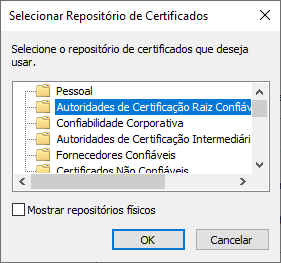 Selecionar Repositório de Certificados
Selecione o repositório de certificados que deseja
usar.
Pessoal
Autoridades de Certificação Raiz Confiáv
Confiabilidade Corporativa
Autoridades de Certificação Intermediári
Fornecedores Confiáveis
Certificados Não Confiáveis
Mostrar repositórios físicos
OK
Cancelar